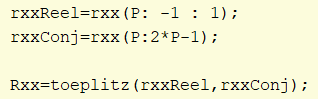 rxxReel=rxx(P: -1 : 1);
rxxConj=rxx(P:2*P-1);
Rxx=toeplitz(rxxReel,rxxConj);